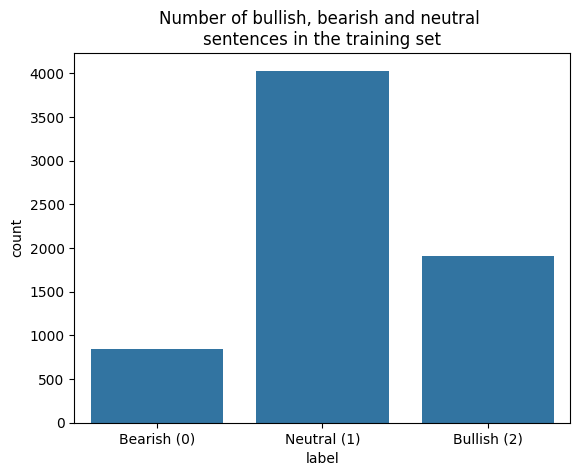 Number of bullish, bearish and neutral
sentences in the training set
4000
3500
3000
2500
2000
1500
1000
500
0
count
Bearish (0)
Neutral (1)
Bullish (2)
label